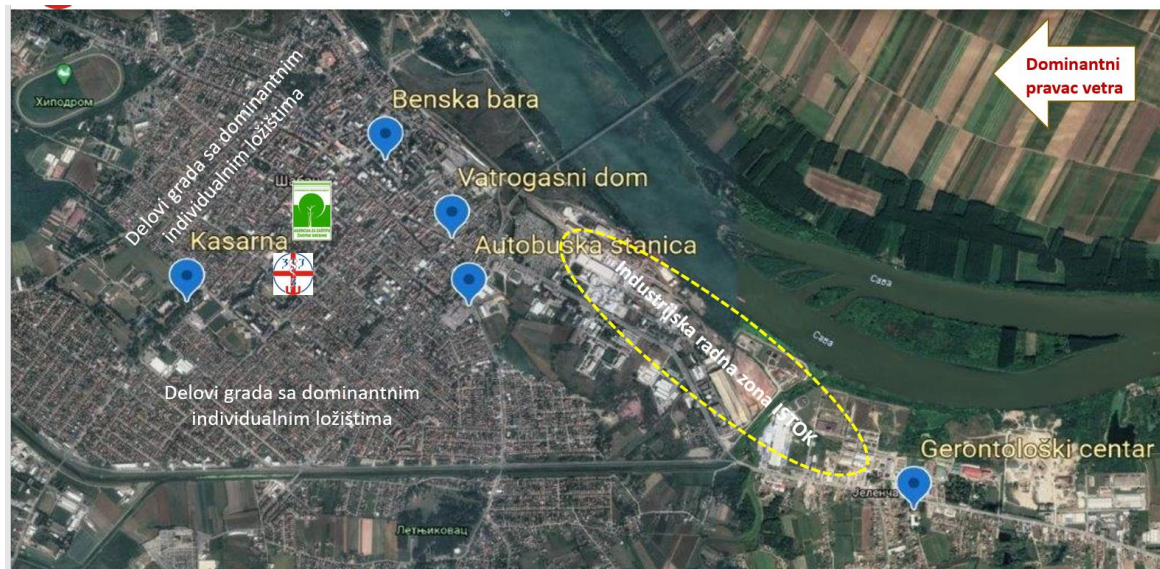 Dominantni
pravac vetra
Хиподром
Benska bara
Delovi grada sa dominantnim
individualnim ložištima
Vatrogasni dom
Kasarna
Autobuska stanica
Industrijska radna zona ISTOK
Сава
Сава
Delovi grada sa dominantnim
individualnim ložištima
Gerontološki centar
Јеленча
Летњиковац